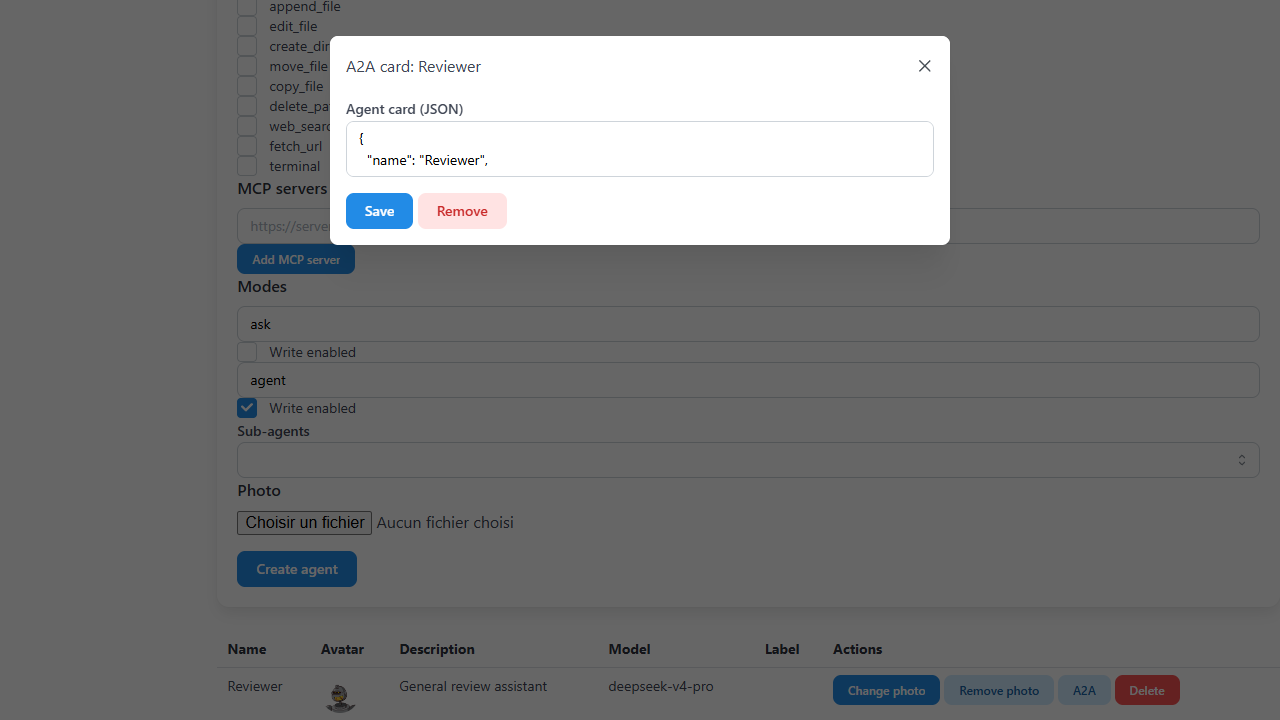 append_file
edit_file
create_dir
move_file
copy_file
delete_pa
web_searc
fetch_url
terminal
MCP servers
https://serve
Add MCP server
Modes
ask
Write enabled
agent
Write enabled
Sub-agents
Photo
Choisir un fichier Aucun fichier choisi
Create agent
A2A card: Reviewer
Agent card (JSON)
{
"name": "Reviewer",
Save Remove
Name Avatar Description Model Label Actions
Reviewer General review assistant deepseek-v4-pro Change photo Remove photo A2A Delete